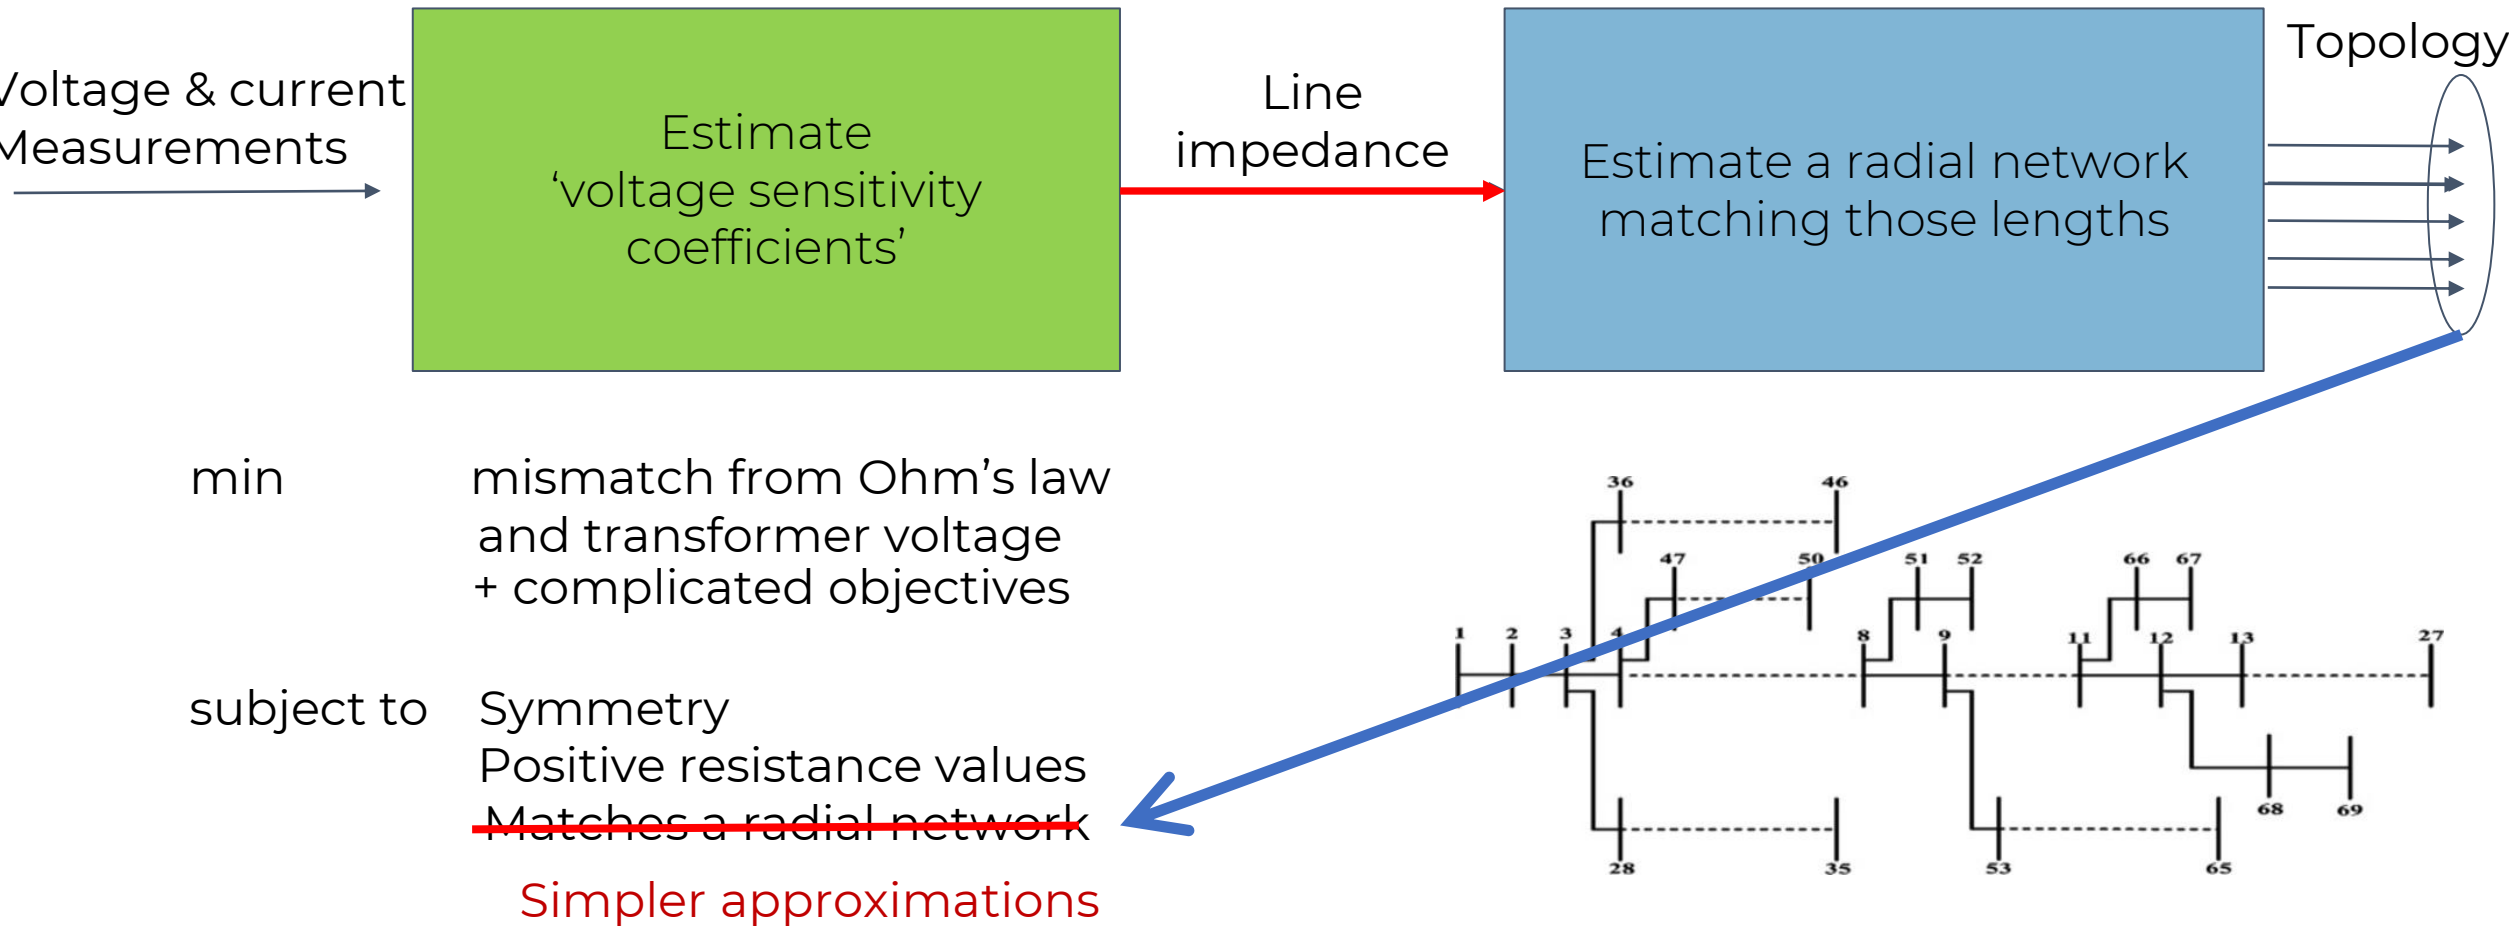 Topology
Voltage & current
Measurements
Line
impedance
Estimate
‘voltage sensitivity
coefficients’
Estimate a radial network
matching those lengths
min
mismatch from Ohm’s law
and transformer voltage
+ complicated objectives
subject to
Symmetry
Positive resistance values
Matches a radial network
Simpler approximations
36 46
47 50 51 52 66 67
1 2 3 4 8 9 11 12 13 27
68 69
28 35 53 65